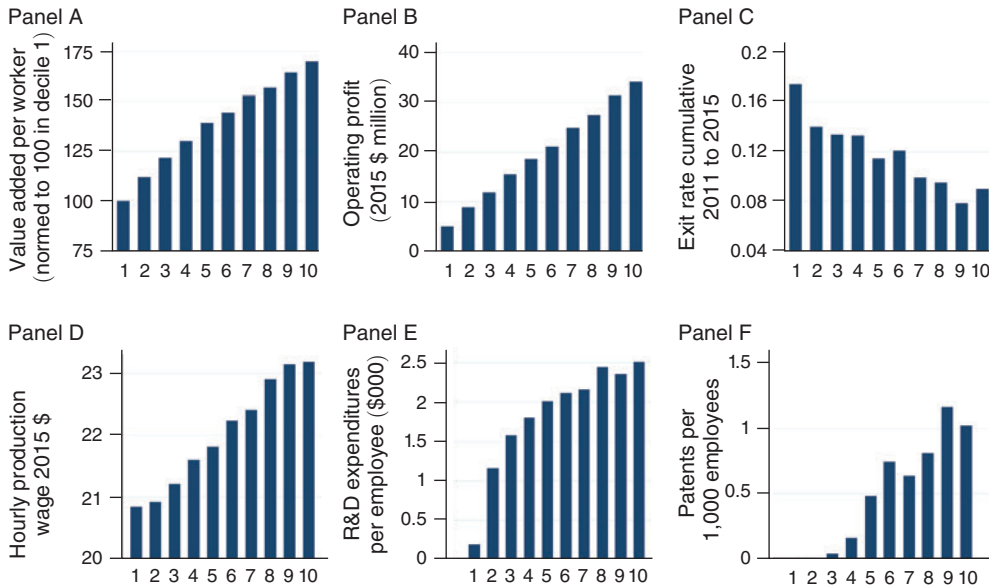 Panel A
Value added per worker
(normed to 100 in decile 1)
175
150
125
100
75
1 2 3 4 5 6 7 8 9 10
Panel B
Operating profit
(2015 $ million)
40
30
20
10
0
1 2 3 4 5 6 7 8 9 10
Panel C
Exit rate cumulative
2011 to 2015
0.2
0.16
0.12
0.08
0.04
1 2 3 4 5 6 7 8 9 10
Panel D
Hourly production
wage 2015 $
23
22
21
20
1 2 3 4 5 6 7 8 9 10
Panel E
R&D expenditures
per employee ($000)
2.5
2
1.5
1
0.5
0
1 2 3 4 5 6 7 8 9 10
Panel F
Patents per
1,000 employees
1.5
1
0.5
0
1 2 3 4 5 6 7 8 9 10